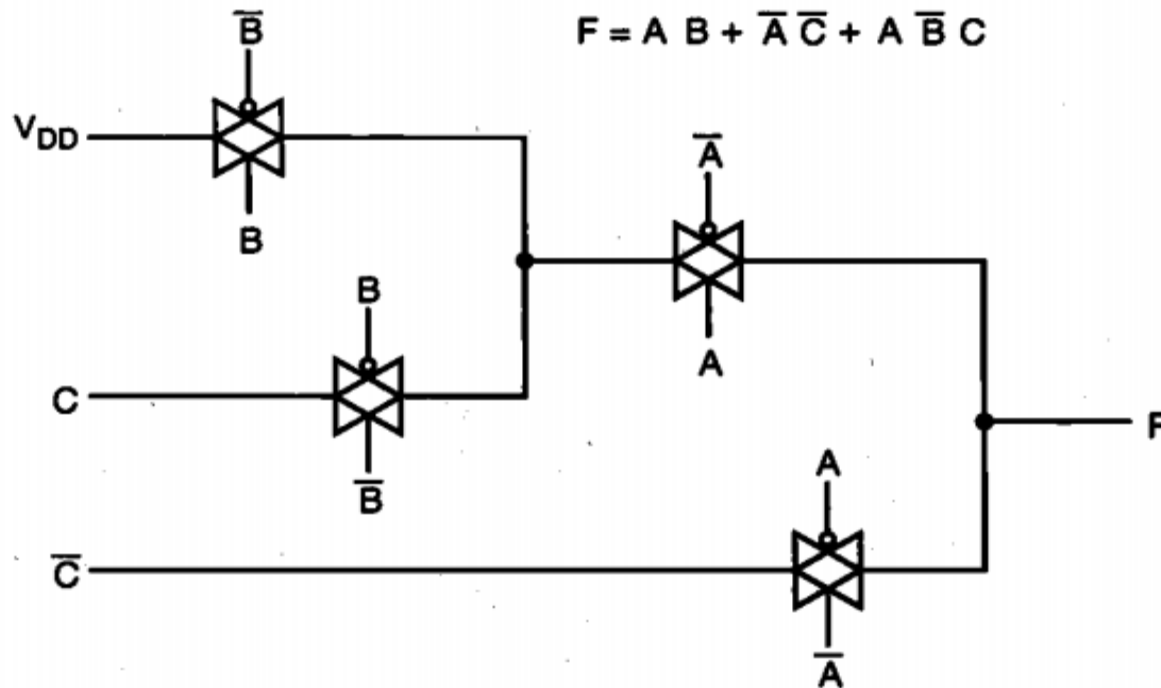 B̅
F = A B + A̅ C̅ + A B̅ C
V_DD
A̅
B
B
A
C
F
A
B̅
C̅
A̅